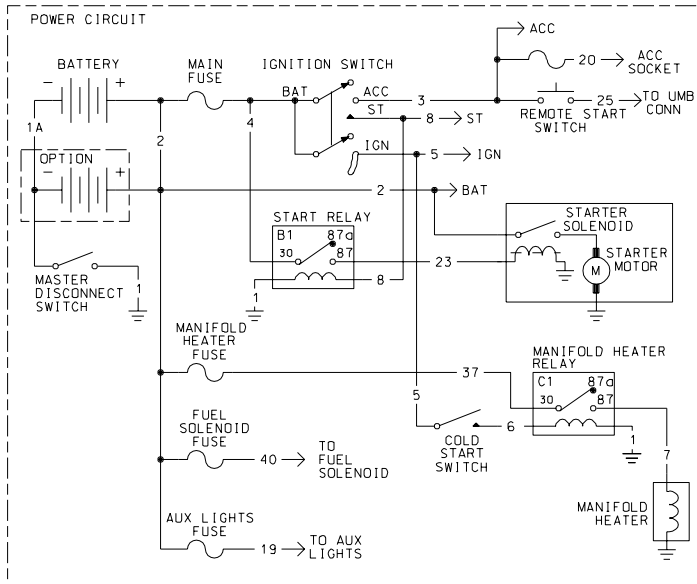 POWER CIRCUIT
BATTERY
- +
MAIN
FUSE
IGNITION SWITCH
BAT
ACC
ST
IGN
ACC
20
ACC
SOCKET
3
25
TO UMB
CONN
REMOTE START
SWITCH
8
ST
5
IGN
1A
2
4
OPTION
- +
2
BAT
MASTER
DISCONNECT
SWITCH
1
START RELAY
B1
87a
30
87
1
8
23
STARTER
SOLENOID
STARTER
MOTOR
M
MANIFOLD
HEATER
FUSE
37
5
MANIFOLD HEATER
RELAY
C1
87a
30
87
6
1
COLD
START
SWITCH
7
FUEL
SOLENOID
FUSE
40
TO
FUEL
SOLENOID
MANIFOLD
HEATER
AUX LIGHTS
FUSE
19
TO AUX
LIGHTS